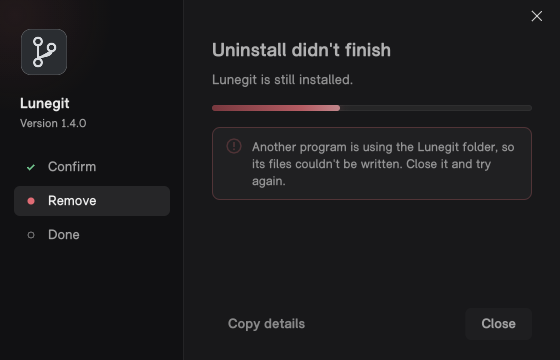 Lunegit
Version 1.4.0
Confirm
Remove
Done
Uninstall didn't finish
Lunegit is still installed.
Another program is using the Lunegit folder, so
its files couldn't be written. Close it and try
again.
Copy details
Close